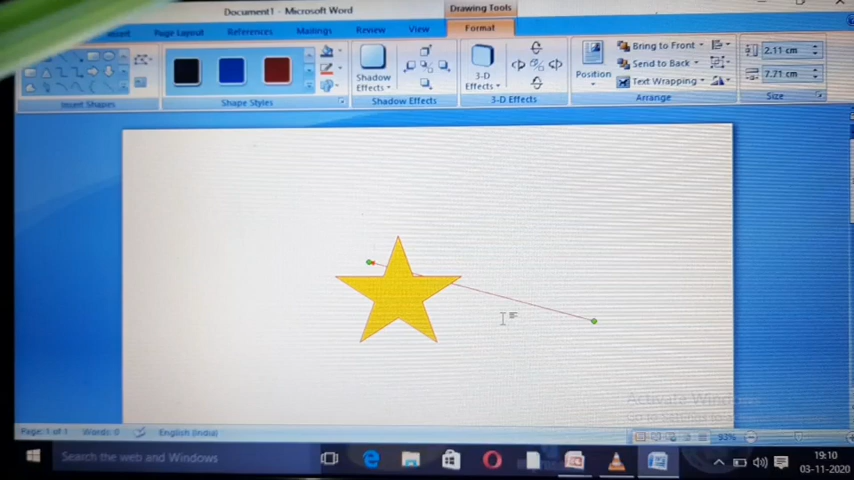 Document1 - Microsoft Word
Drawing Tools
Page Layout
References
Mailings
Review
View
Format
Shadow
Effects
3-D
Effects
Position
Bring to Front
Send to Back
Text Wrapping
2.11 cm
7.71 cm
Insert Shapes
Shape Styles
Shadow Effects
3-D Effects
Arrange
Size
Activate Windows
Page: 1 of 1
Words: 0
English (India)
93%
Search the web and Windows
19:10
03-11-2020